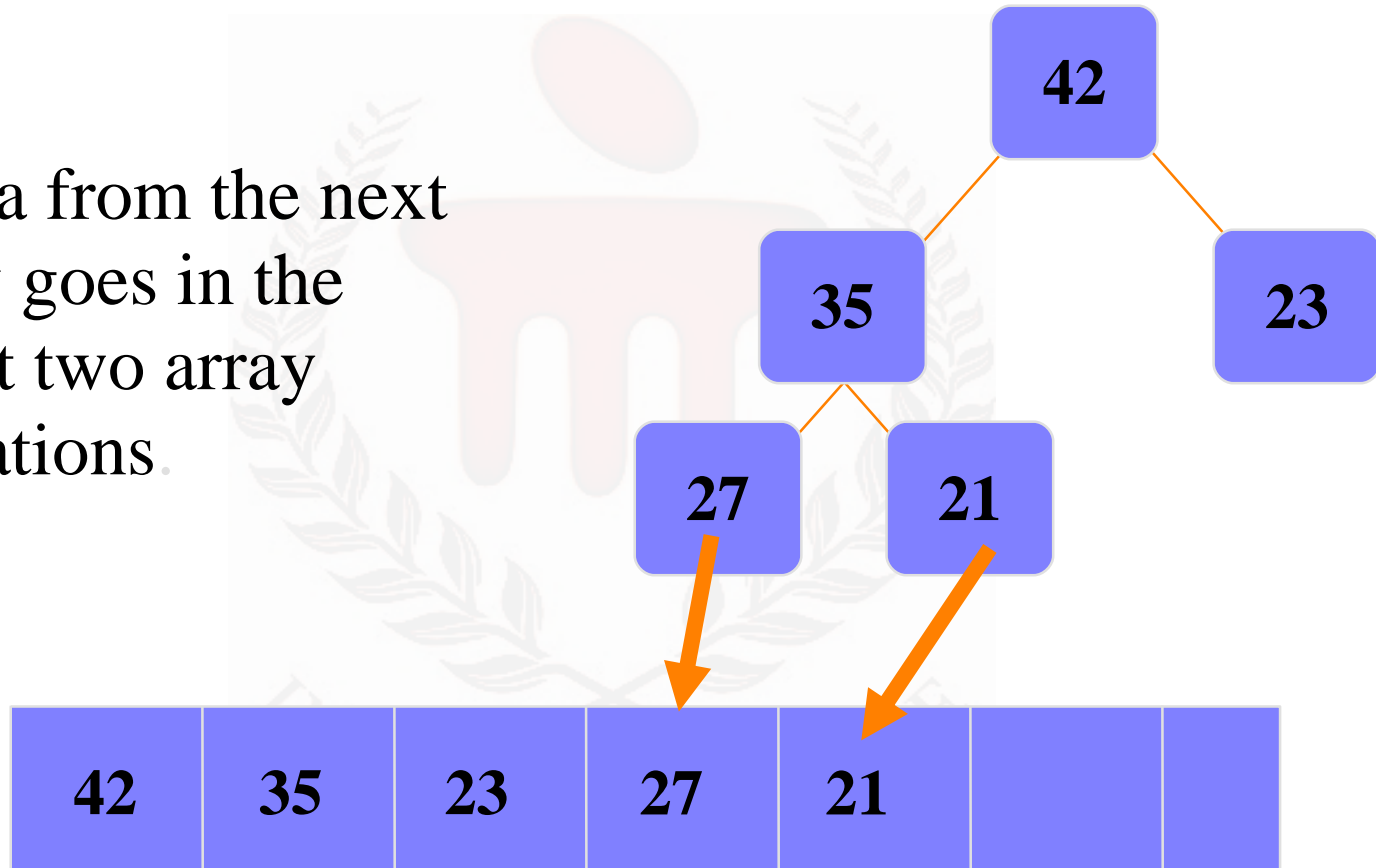 a from the next
goes in the
t two array
ations.
42
35
23
27
21
42 35 23 27 21